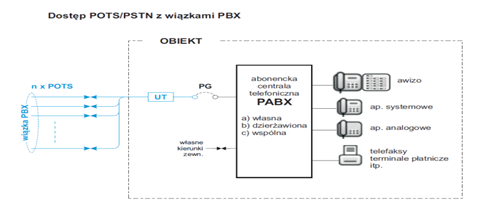 Dostęp POTS/PSTN z wiązkami PBX
OBIEKT
n x POTS
wiązka PBX
UT
PG
abonencka
centrala
telefoniczna
PABX
a) własna
b) dzierżawiona
c) wspólna
własne
kierunki
zewn.
awizo
ap. systemowe
ap. analogowe
telefaksy
terminale płatnicze
itp.